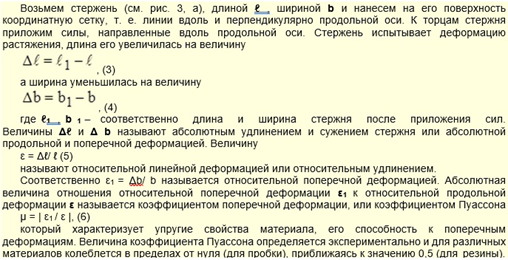 Возьмем стержень (см. рис. 3, а), длиной ℓ шириной b и нанесем на его поверхность
координатную сетку, т. е. линии вдоль и перпендикулярно продольной оси. К торцам стержня
приложим силы, направленные вдоль продольной оси. Стержень испытывает деформацию
растяжения, длина его увеличилась на величину
Δℓ = ℓ1 − ℓ , (3)
а ширина уменьшилась на величину
Δb = b1 − b , (4)
где ℓ1 b 1 – соответственно длина и ширина стержня после приложения сил.
Величины Δℓ и Δ b называют абсолютным удлинением и сужением стержня или абсолютной
продольной и поперечной деформацией. Величину
ε = Δℓ/ ℓ (5)
называют относительной линейной деформацией или относительным удлинением.
Соответственно ε1 = Δb/ b называется относительной поперечной деформацией. Абсолютная
величина отношения относительной поперечной деформации ε1 к относительной продольной
деформации ε называется коэффициентом поперечной деформации, или коэффициентом Пуассона
μ = | ε1 / ε |, (6)
который характеризует упругие свойства материала, его способность к поперечным
деформациям. Величина коэффициента Пуассона определяется экспериментально и для различных
материалов колеблется в пределах от нуля (для пробки), приближаясь к значению 0,5 (для резины).